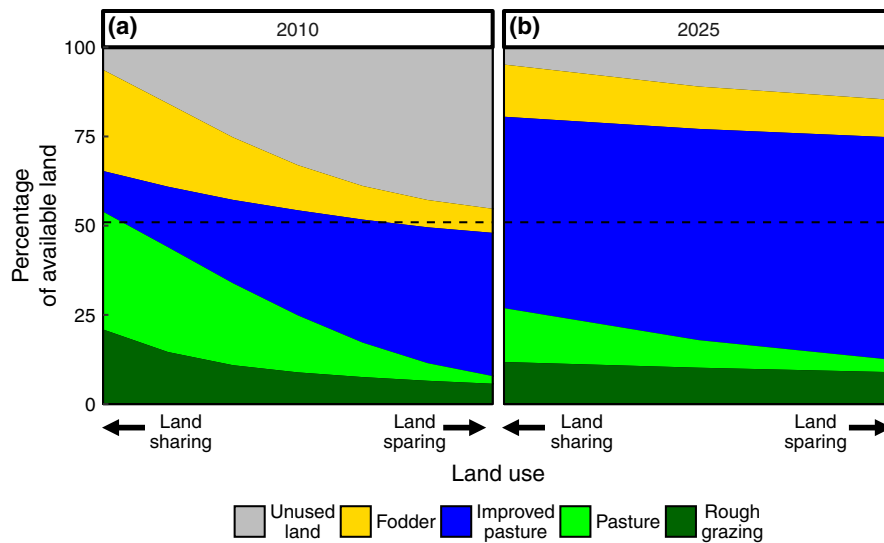 (a)
2010
(b)
2025
Percentage
of available land
100
75
50
25
0
Land
sharing
Land
sparing
Land
sharing
Land
sparing
Land use
Unused
land
Fodder
Improved
pasture
Pasture
Rough
grazing